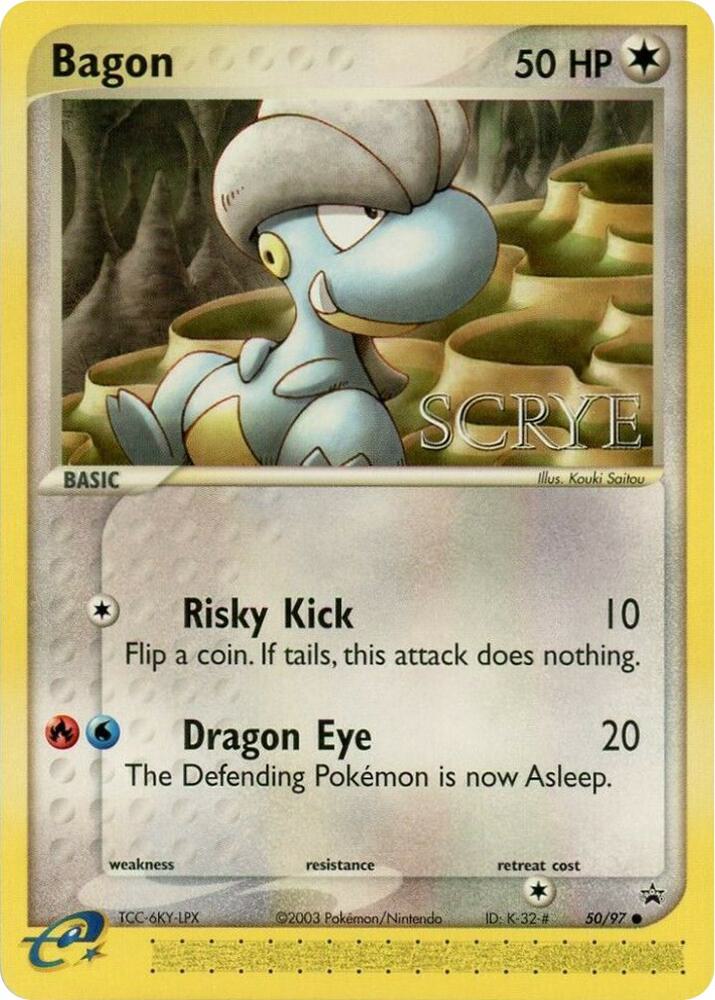 Bagon
50 HP
SCRYE
BASIC
Illus. Kouki Saitou
Risky Kick 10
Flip a coin. If tails, this attack does nothing.
Dragon Eye 20
The Defending Pokémon is now Asleep.
weakness resistance retreat cost
TCC-6KY-LPX ©2003 Pokémon/Nintendo ID: K-32-# 50/97
e